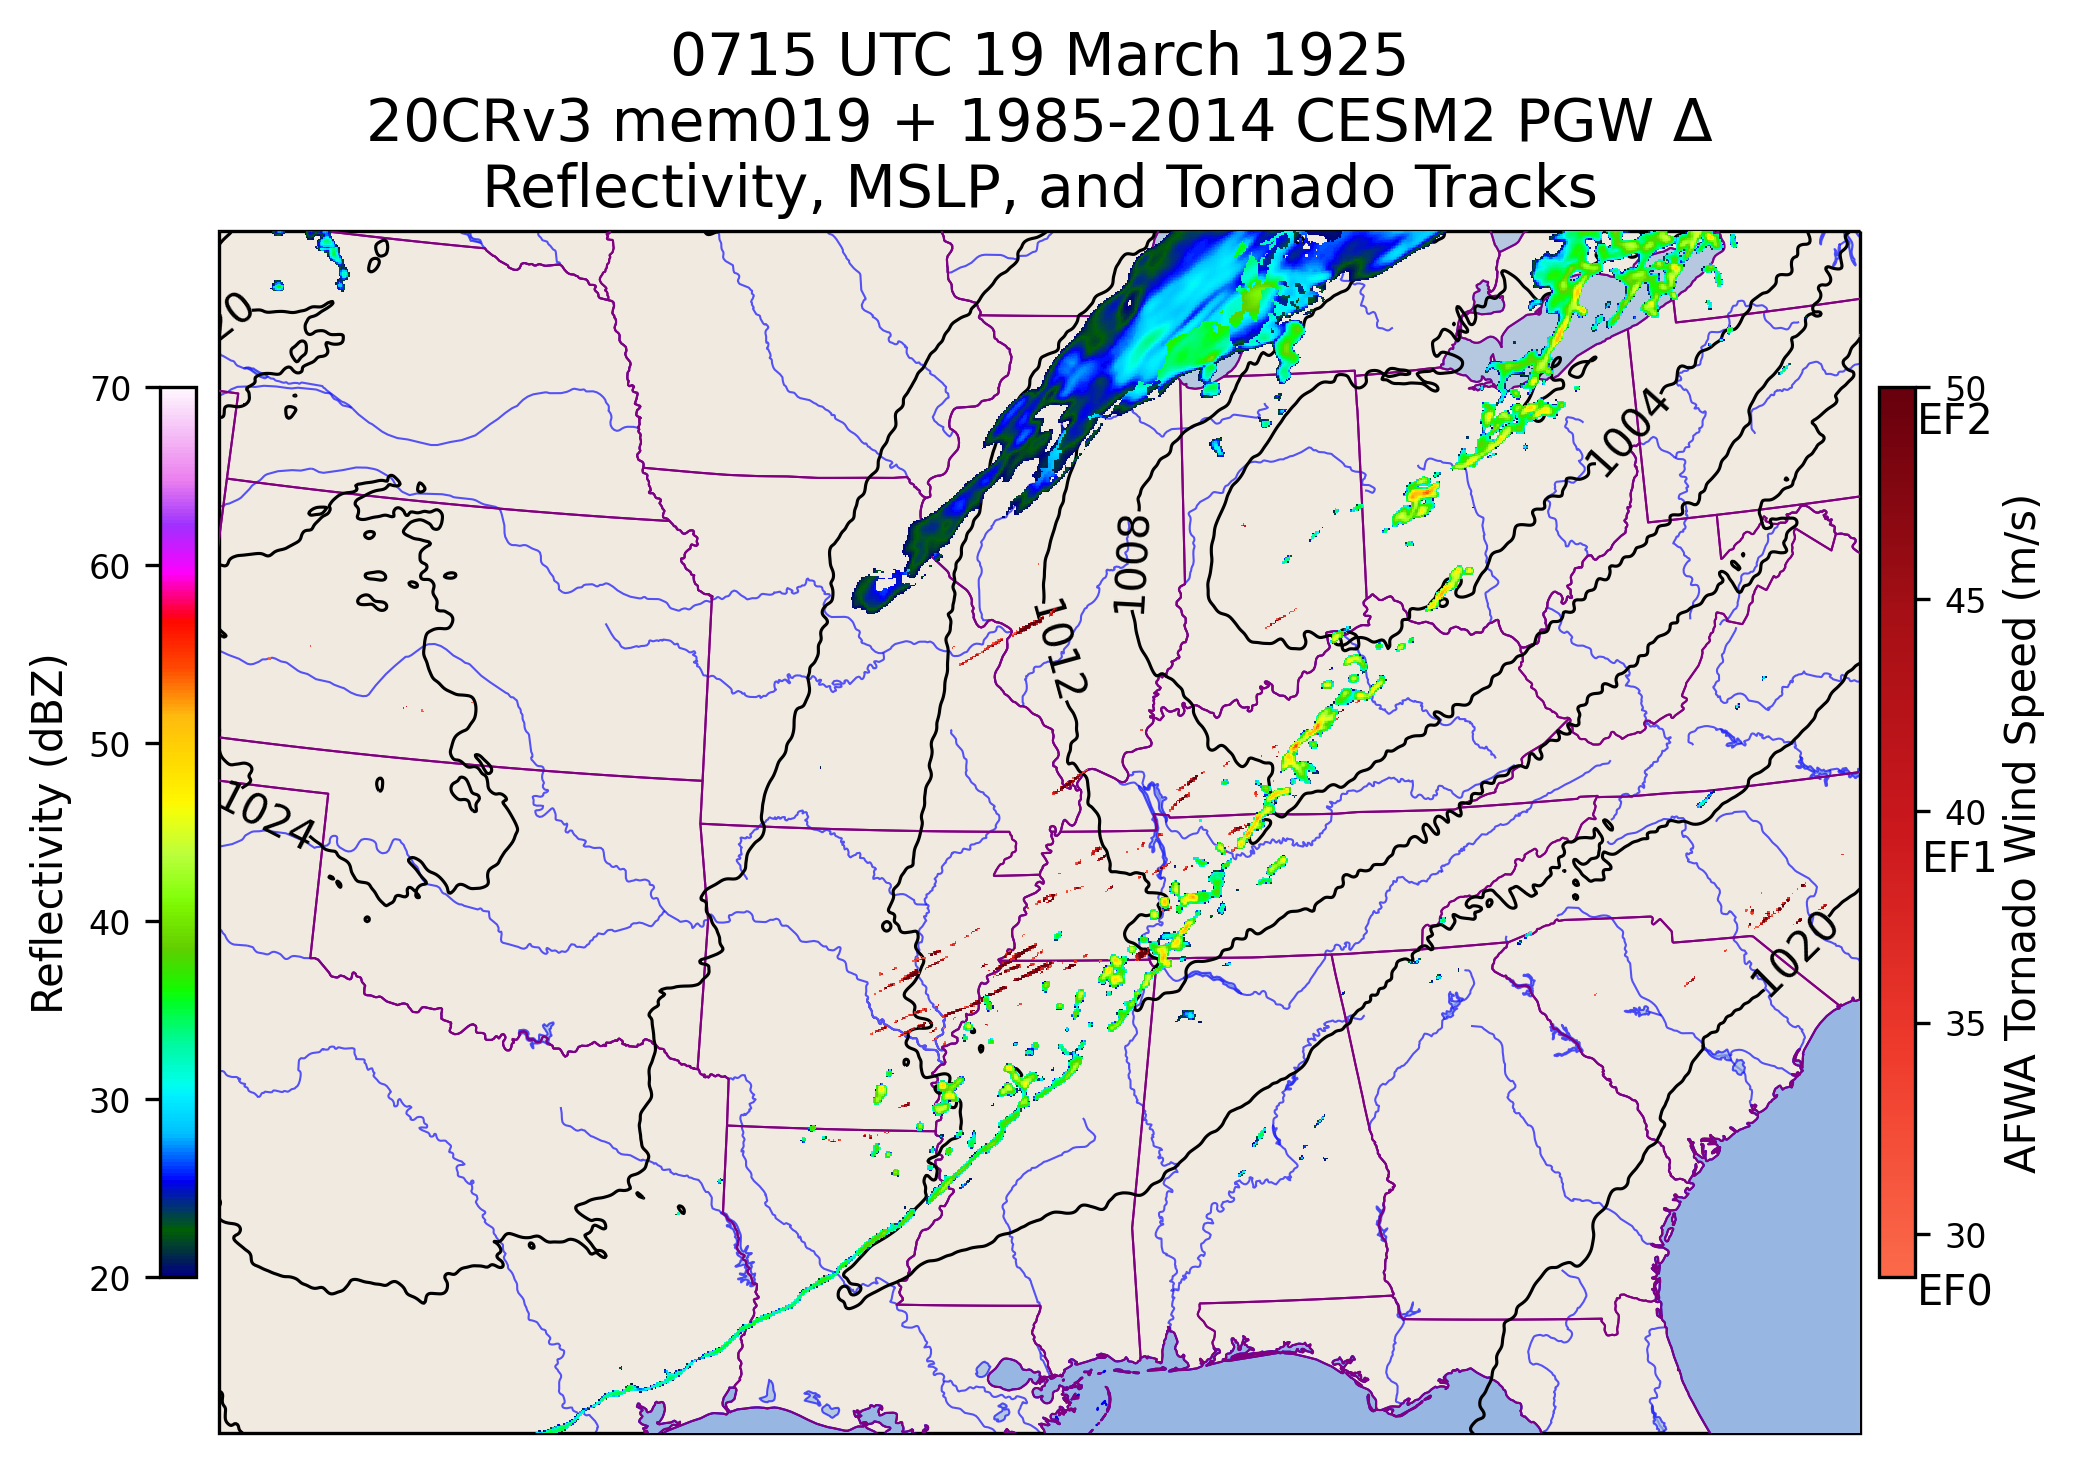 0715 UTC 19 March 1925
20CRv3 mem019 + 1985-2014 CESM2 PGW Δ
Reflectivity, MSLP, and Tornado Tracks
Reflectivity (dBZ)
70
60
50
40
30
20
1004
1008
1012
1024
1020
50
EF2
45
40
EF1
35
30
EF0
AFWA Tornado Wind Speed (m/s)